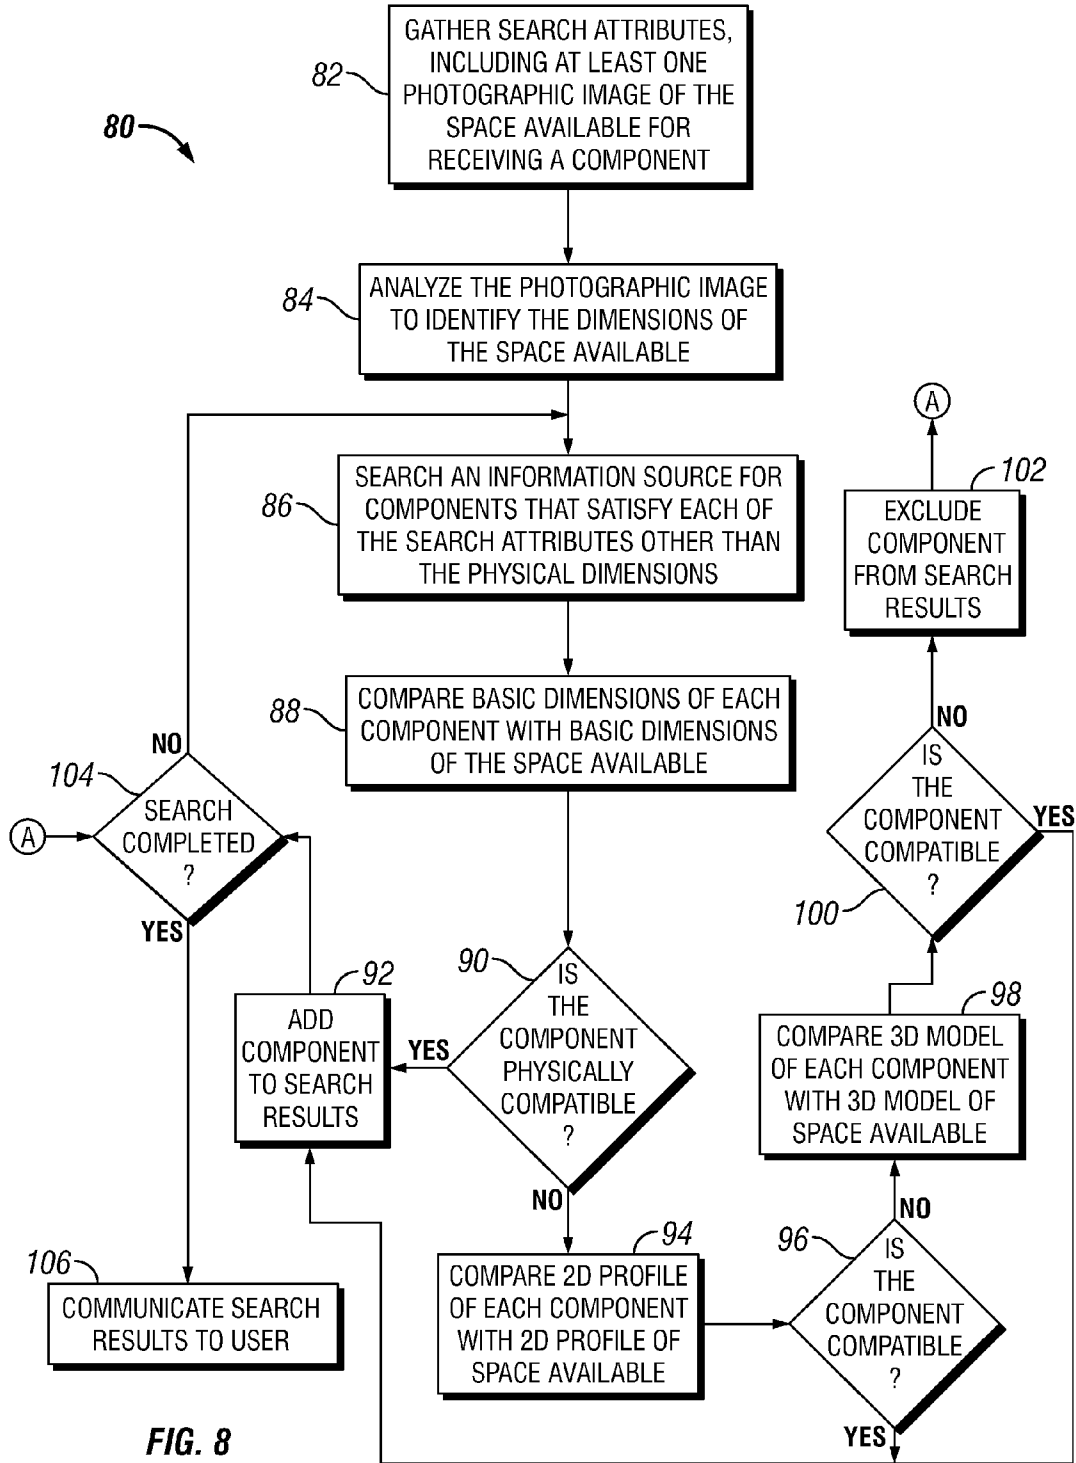 80
82
GATHER SEARCH ATTRIBUTES,
INCLUDING AT LEAST ONE
PHOTOGRAPHIC IMAGE OF THE
SPACE AVAILABLE FOR
RECEIVING A COMPONENT
84
ANALYZE THE PHOTOGRAPHIC IMAGE
TO IDENTIFY THE DIMENSIONS OF
THE SPACE AVAILABLE
86
SEARCH AN INFORMATION SOURCE FOR
COMPONENTS THAT SATISFY EACH OF
THE SEARCH ATTRIBUTES OTHER THAN
THE PHYSICAL DIMENSIONS
88
COMPARE BASIC DIMENSIONS OF EACH
COMPONENT WITH BASIC DIMENSIONS
OF THE SPACE AVAILABLE
90
IS
THE
COMPONENT
PHYSICALLY
COMPATIBLE
?
YES
NO
92
ADD
COMPONENT
TO SEARCH
RESULTS
94
COMPARE 2D PROFILE
OF EACH COMPONENT
WITH 2D PROFILE OF
SPACE AVAILABLE
96
IS
THE
COMPONENT
COMPATIBLE
?
NO
YES
98
COMPARE 3D MODEL
OF EACH COMPONENT
WITH 3D MODEL OF
SPACE AVAILABLE
100
IS
THE
COMPONENT
COMPATIBLE
?
NO
YES
102
EXCLUDE
COMPONENT
FROM SEARCH
RESULTS
A
A
104
SEARCH
COMPLETED
?
NO
YES
106
COMMUNICATE SEARCH
RESULTS TO USER
FIG. 8